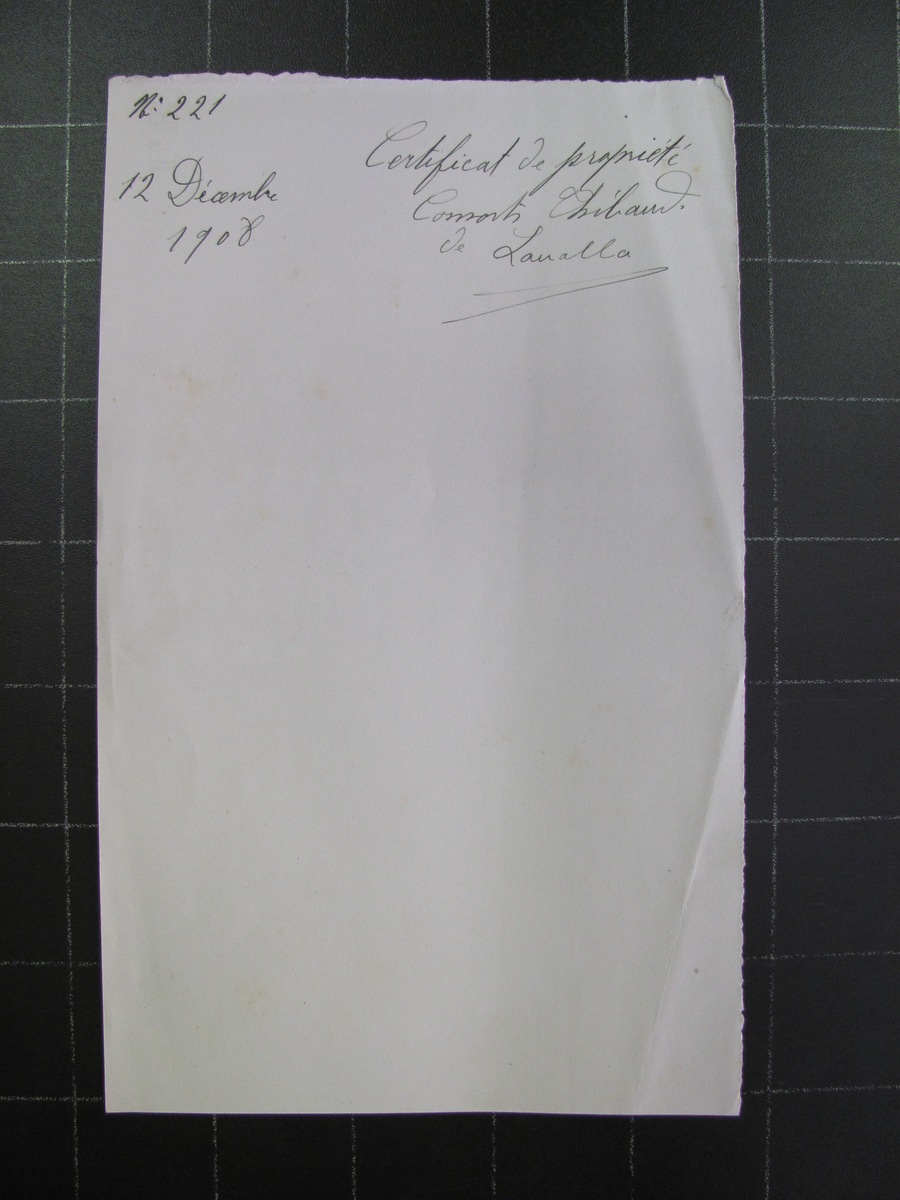 N: 221
12 Décembre
1908
Certificat de propriété
Consorts Thibaud.
de Lavalla